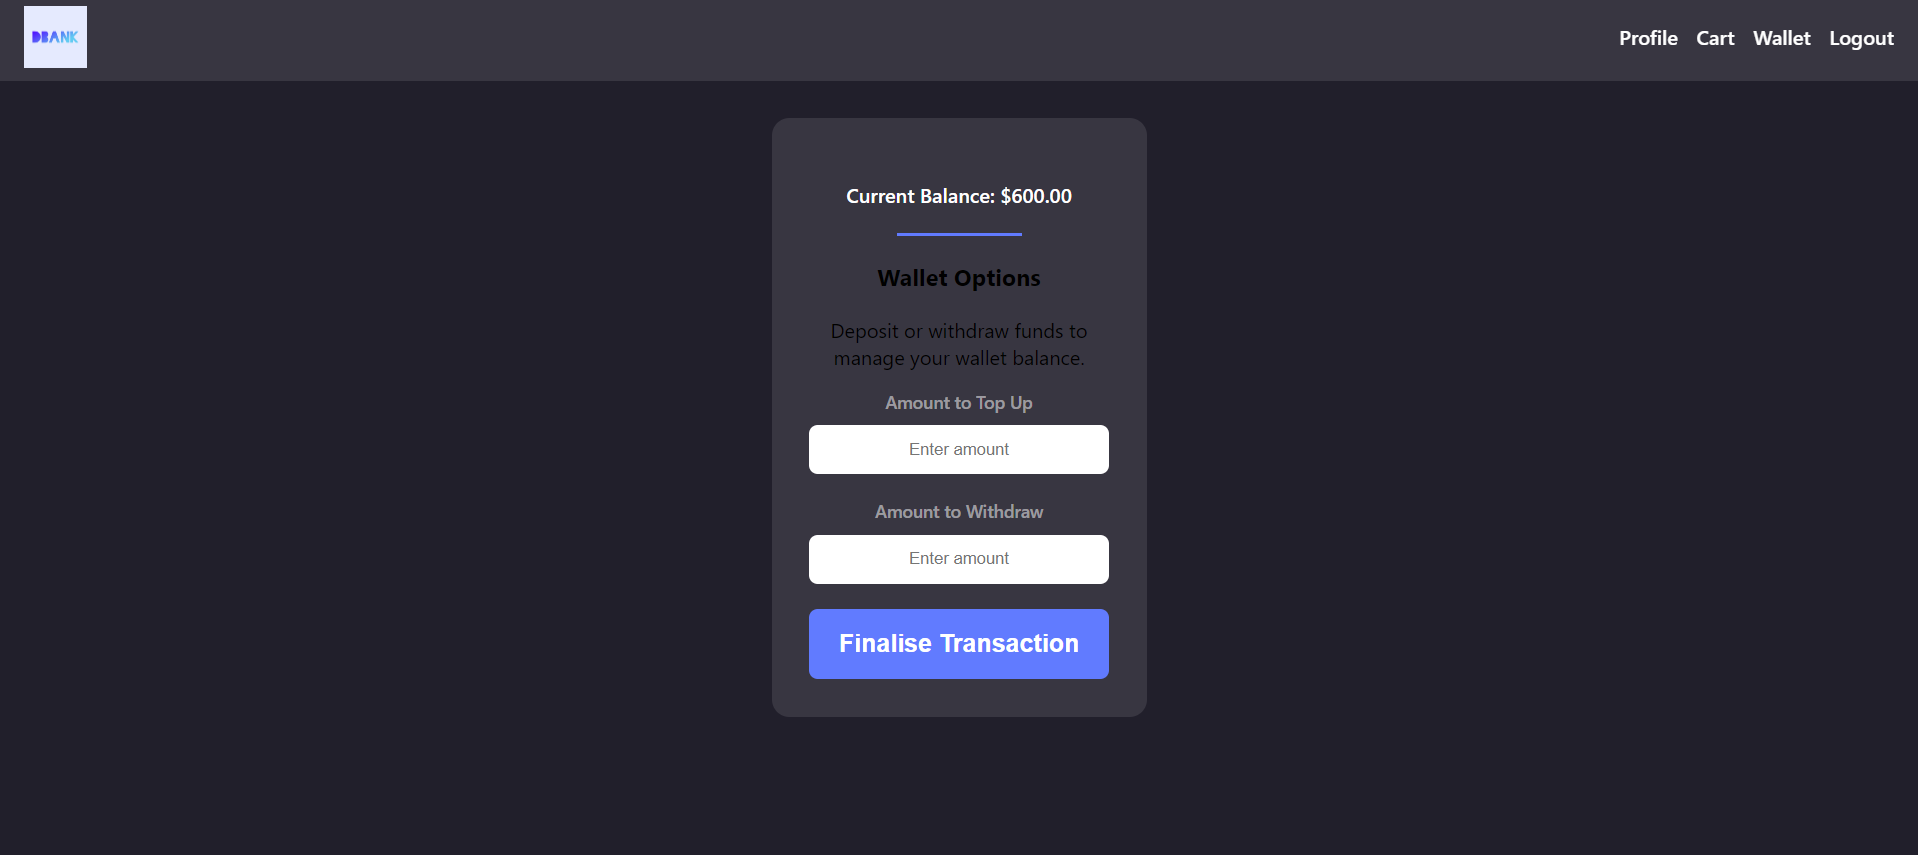 DBANK
Profile Cart Wallet Logout
Current Balance: $600.00
Wallet Options
Deposit or withdraw funds to
manage your wallet balance.
Amount to Top Up
Enter amount
Amount to Withdraw
Enter amount
Finalise Transaction